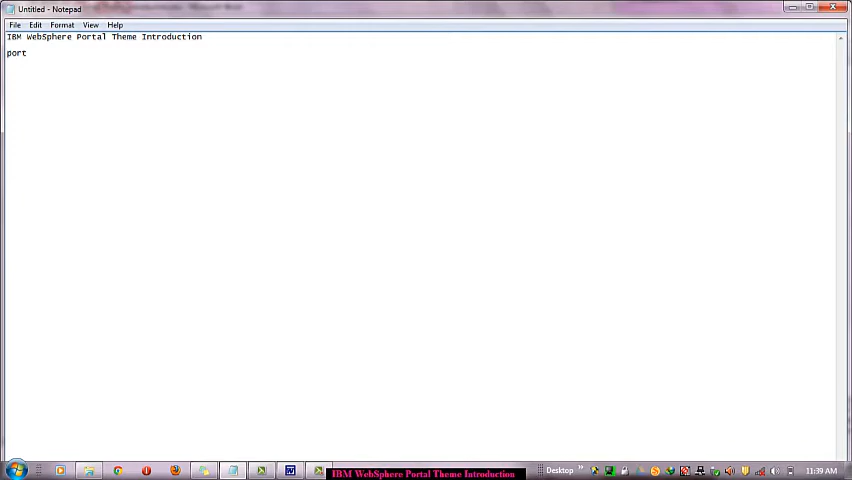 Untitled - Notepad
File Edit Format View Help
IBM WebSphere Portal Theme Introduction
port
IBM WebSphere Portal Theme Introduction
Desktop
11:39 AM